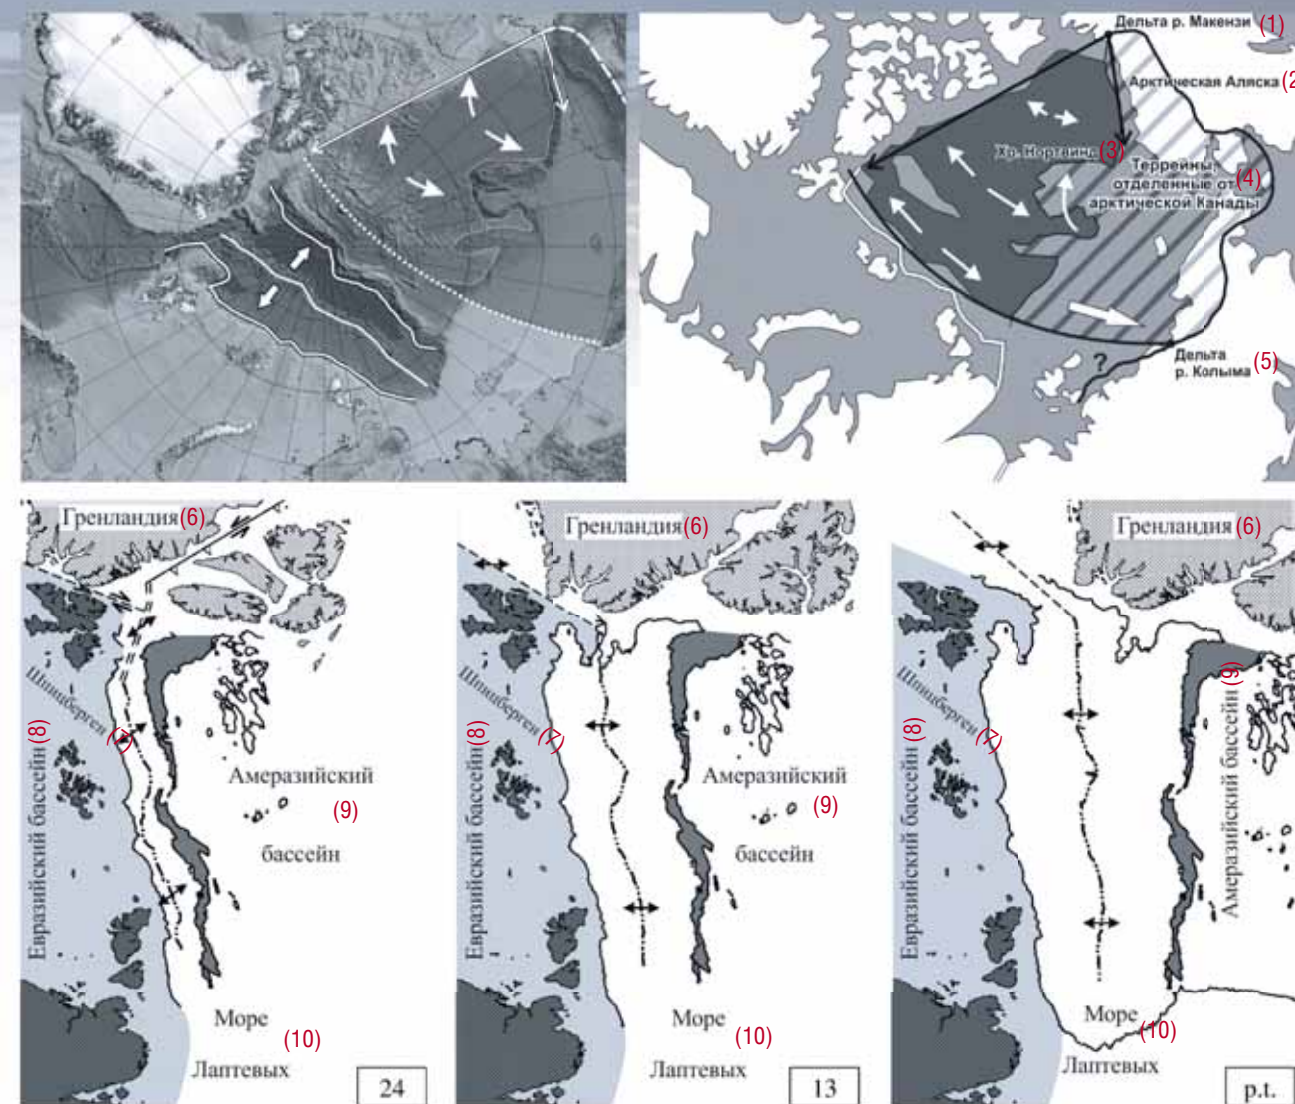 Дельта р. Макензи (1)
Арктическая Аляска (2
Хр. Нортвинд (3)
Террейны,
отделенные от (4)
арктической Канады
?
Дельта (5)
р. Колыма
Гренландия (6)
Шпицберген (7)
Евразийский бассейн (8)
Амеразийский
(9)
бассейн
Море
(10)
Лаптевых
24
Гренландия (6)
Шпицберген (7)
Евразийский бассейн (8)
Амеразийский
(9)
бассейн
Море
(10)
Лаптевых
13
Гренландия (6)
Шпицберген (7)
Евразийский бассейн (8)
Амеразийский бассейн (9)
Море
(10)
Лаптевых
p.t.